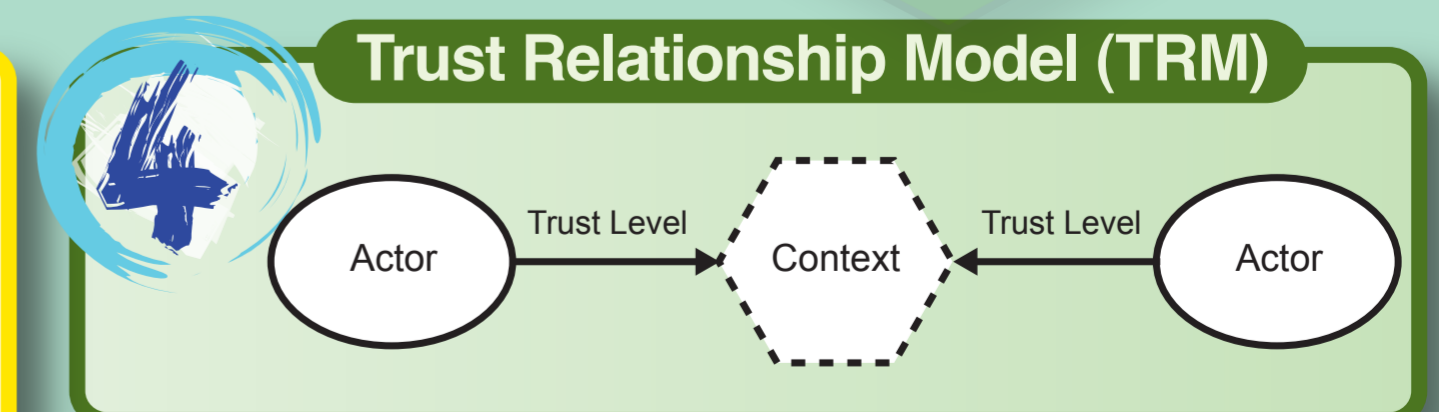 Trust Relationship Model (TRM)
4
Actor
Trust Level
Context
Trust Level
Actor